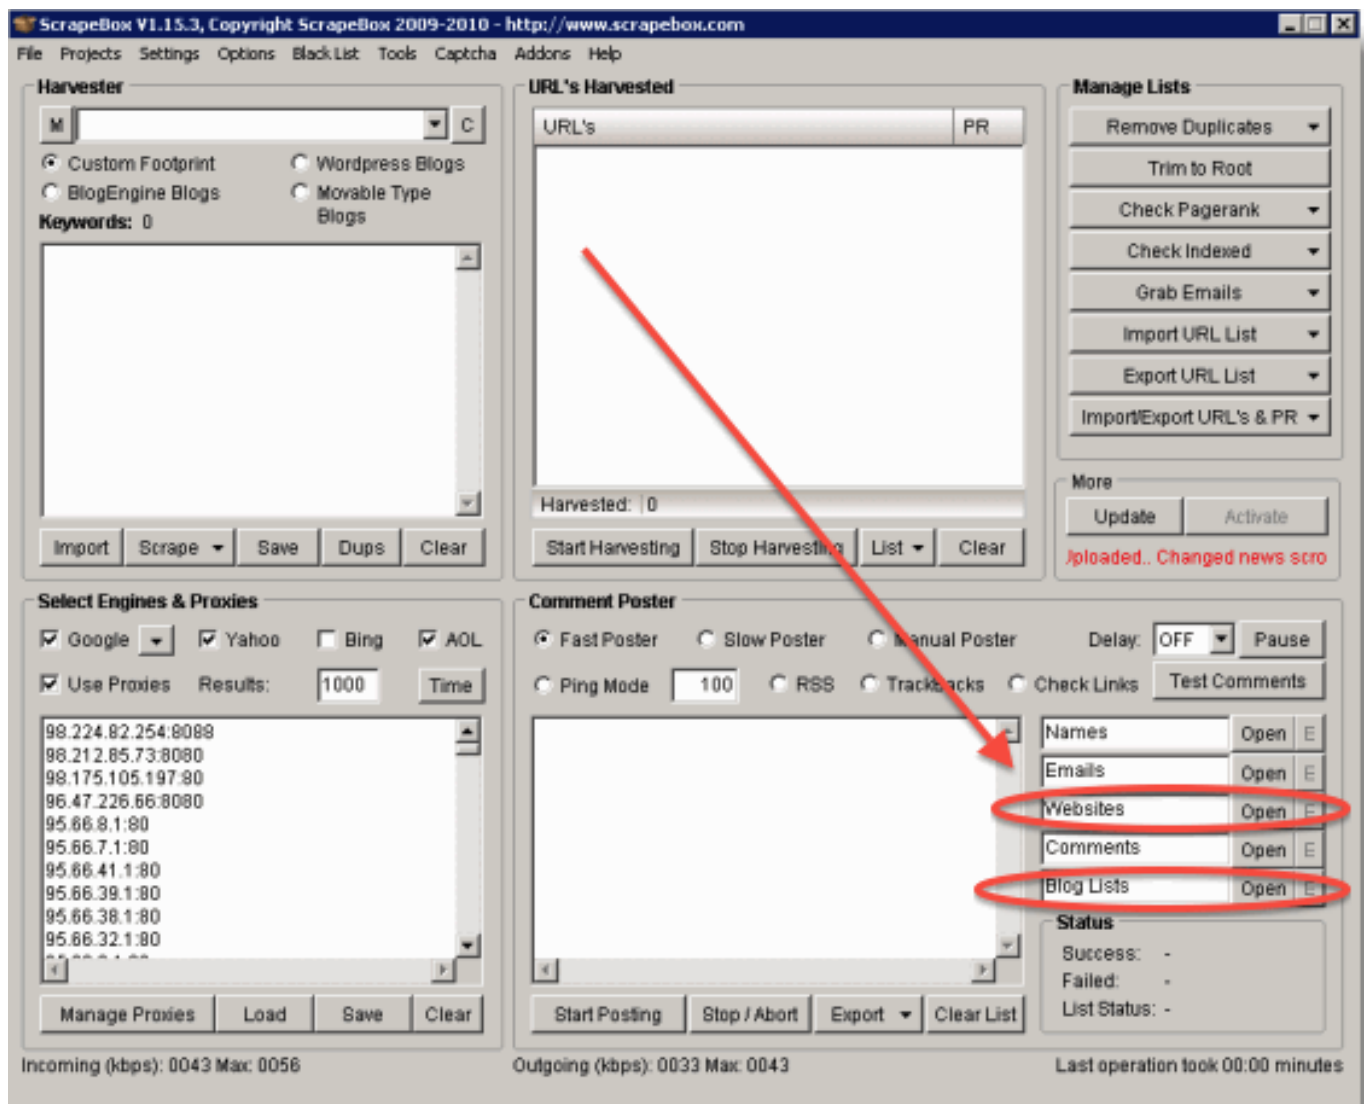 ScrapeBox V1.15.3, Copyright ScrapeBox 2009-2010 - http://www.scrapebox.com
File Projects Settings Options Black List Tools Captcha Addons Help
Harvester
M C
Custom Footprint Wordpress Blogs
BlogEngine Blogs Movable Type
Blogs
Keywords: 0
Import Scrape Save Dups Clear
URL's Harvested
URL's PR
Harvested: 0
Start Harvesting Stop Harvesting List Clear
Manage Lists
Remove Duplicates
Trim to Root
Check Pagerank
Check Indexed
Grab Emails
Import URL List
Export URL List
Import/Export URL's & PR
More
Update Activate
Uploaded.. Changed news scro
Select Engines & Proxies
Google Yahoo Bing AOL
Use Proxies Results: 1000 Time
98.224.82.254:8088
98.212.85.73:8080
98.175.105.197:80
96.47.226.66:8080
95.66.8.1:80
95.66.7.1:80
95.66.41.1:80
95.66.39.1:80
95.66.38.1:80
95.66.32.1:80
Manage Proxies Load Save Clear
Comment Poster
Fast Poster Slow Poster Manual Poster Delay: OFF Pause
Ping Mode 100 RSS Trackbacks Check Links Test Comments
Names Open E
Emails Open E
Websites Open E
Comments Open E
Blog Lists Open E
Status
Success: -
Failed: -
List Status: -
Start Posting Stop / Abort Export Clear List
Incoming (kbps): 0043 Max: 0056 Outgoing (kbps): 0033 Max: 0043 Last operation took 00:00 minutes